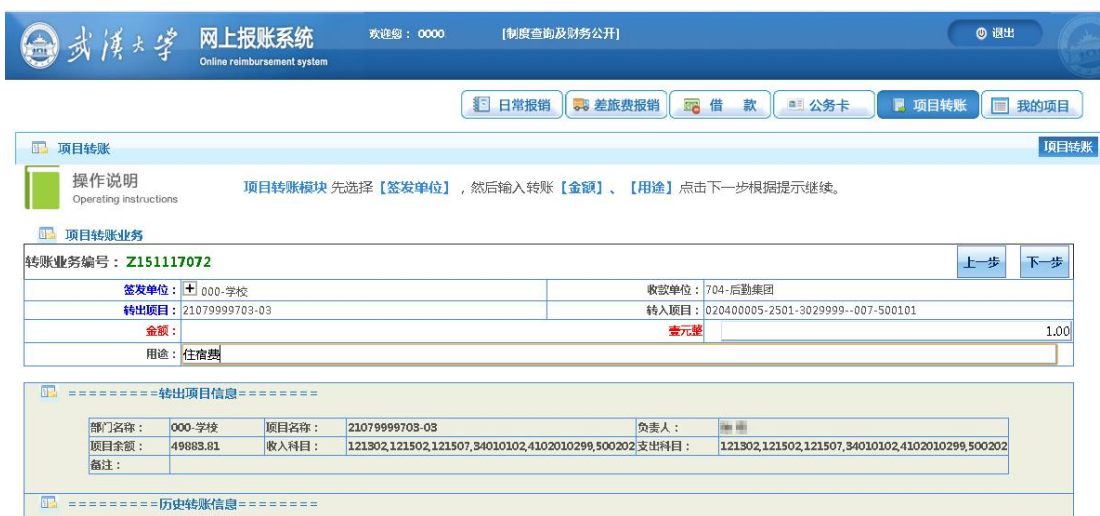 武汉大学 网上报账系统 欢迎您: 0000 [制度查询及财务公开] 退出
Online reimbursement system
日常报销 差旅费报销 借 款 公务卡 项目转账 我的项目
项目转账 项目转账
操作说明 项目转账模块 先选择【签发单位】,然后输入转账【金额】、【用途】点击下一步根据提示继续。
Operating instructions
项目转账业务
转账业务编号: Z151117072 上一步 下一步
签发单位: 000-学校 收款单位: 704-后勤集团
转出项目: 21079999703-03 转入项目: 020400005-2501-3029999--007-500101
金额: 壹元整 1.00
用途: 住宿费
=========转出项目信息========
部门名称: 000-学校 项目名称: 21079999703-03 负责人:
项目余额: 49883.81 收入科目: 121302,121502,121507,34010102,4102010299,500202 支出科目: 121302,121502,121507,34010102,4102010299,500202
备注:
=========历史转账信息========